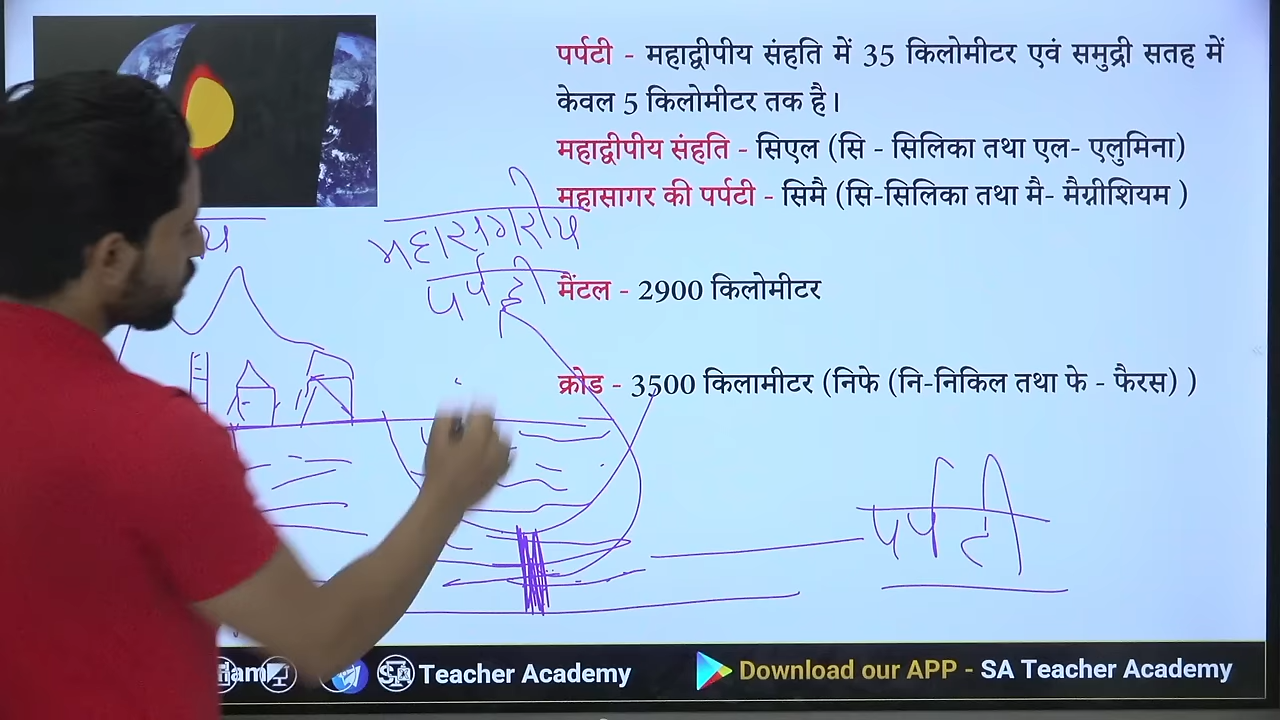 पर्पटी - महाद्वीपीय संहति में 35 किलोमीटर एवं समुद्री सतह में
केवल 5 किलोमीटर तक है।
महाद्वीपीय संहति - सिएल (सि - सिलिका तथा एल- एलुमिना)
महासागर की पर्पटी - सिमै (सि-सिलिका तथा मै- मैग्नीशियम )
महासागरीय
पर्पटी
मैंटल - 2900 किलोमीटर
क्रोड - 3500 किलामीटर (निफे (नि-निकिल तथा फे - फैरस) )
पर्पटी
SA Teacher Academy
Download our APP - SA Teacher Academy